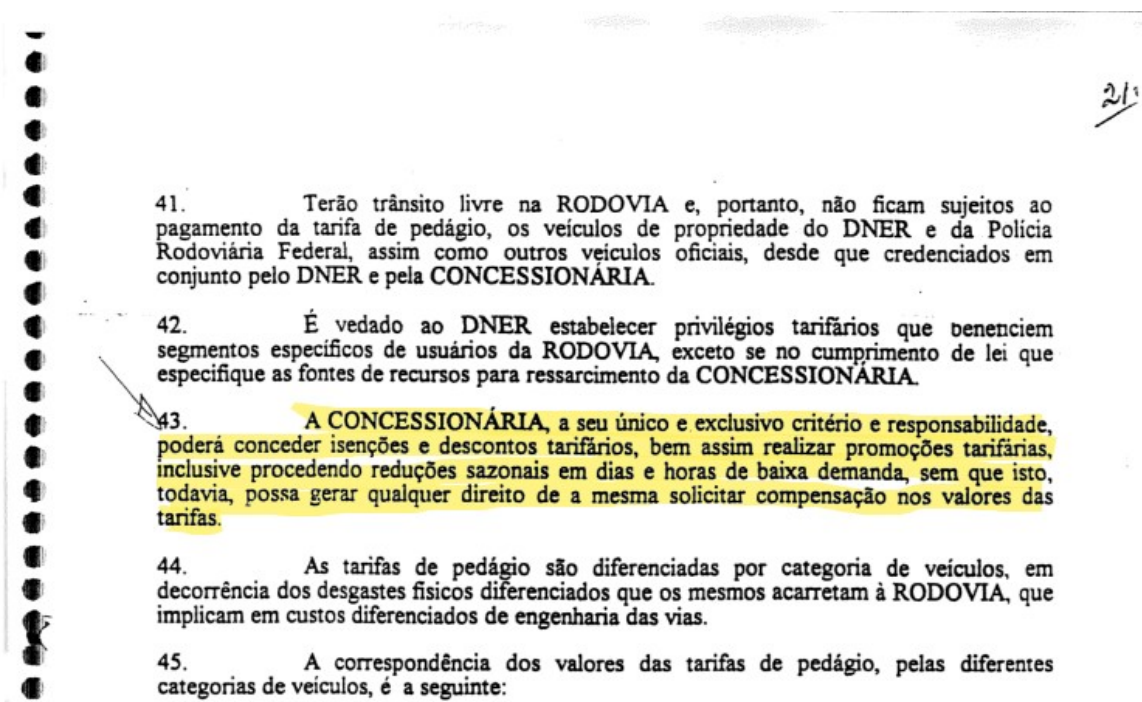 21
41. Terão trânsito livre na RODOVIA e, portanto, não ficam sujeitos ao
pagamento da tarifa de pedágio, os veículos de propriedade do DNER e da Polícia
Rodoviária Federal, assim como outros veículos oficiais, desde que credenciados em
conjunto pelo DNER e pela CONCESSIONÁRIA.
42. É vedado ao DNER estabelecer privilégios tarifários que benenciem
segmentos específicos de usuários da RODOVIA, exceto se no cumprimento de lei que
especifique as fontes de recursos para ressarcimento da CONCESSIONÁRIA.
43. A CONCESSIONÁRIA, a seu único e exclusivo critério e responsabilidade,
poderá conceder isenções e descontos tarifários, bem assim realizar promoções tarifárias,
inclusive procedendo reduções sazonais em dias e horas de baixa demanda, sem que isto,
todavia, possa gerar qualquer direito de a mesma solicitar compensação nos valores das
tarifas.
44. As tarifas de pedágio são diferenciadas por categoria de veículos, em
decorrência dos desgastes fisicos diferenciados que os mesmos acarretam à RODOVIA, que
implicam em custos diferenciados de engenharia das vias.
45. A correspondência dos valores das tarifas de pedágio, pelas diferentes
categorias de veículos, é a seguinte: